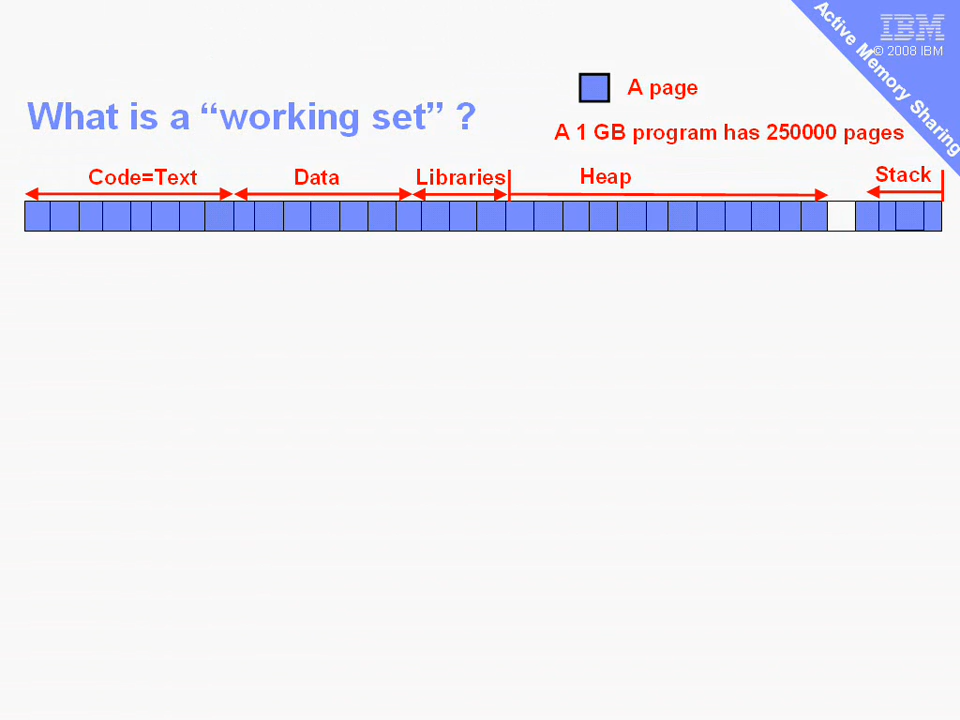 Active Memory Sharing
IBM
© 2008 IBM
A page
What is a “working set” ?
A 1 GB program has 250000 pages
Code=Text
Data
Libraries
Heap
Stack